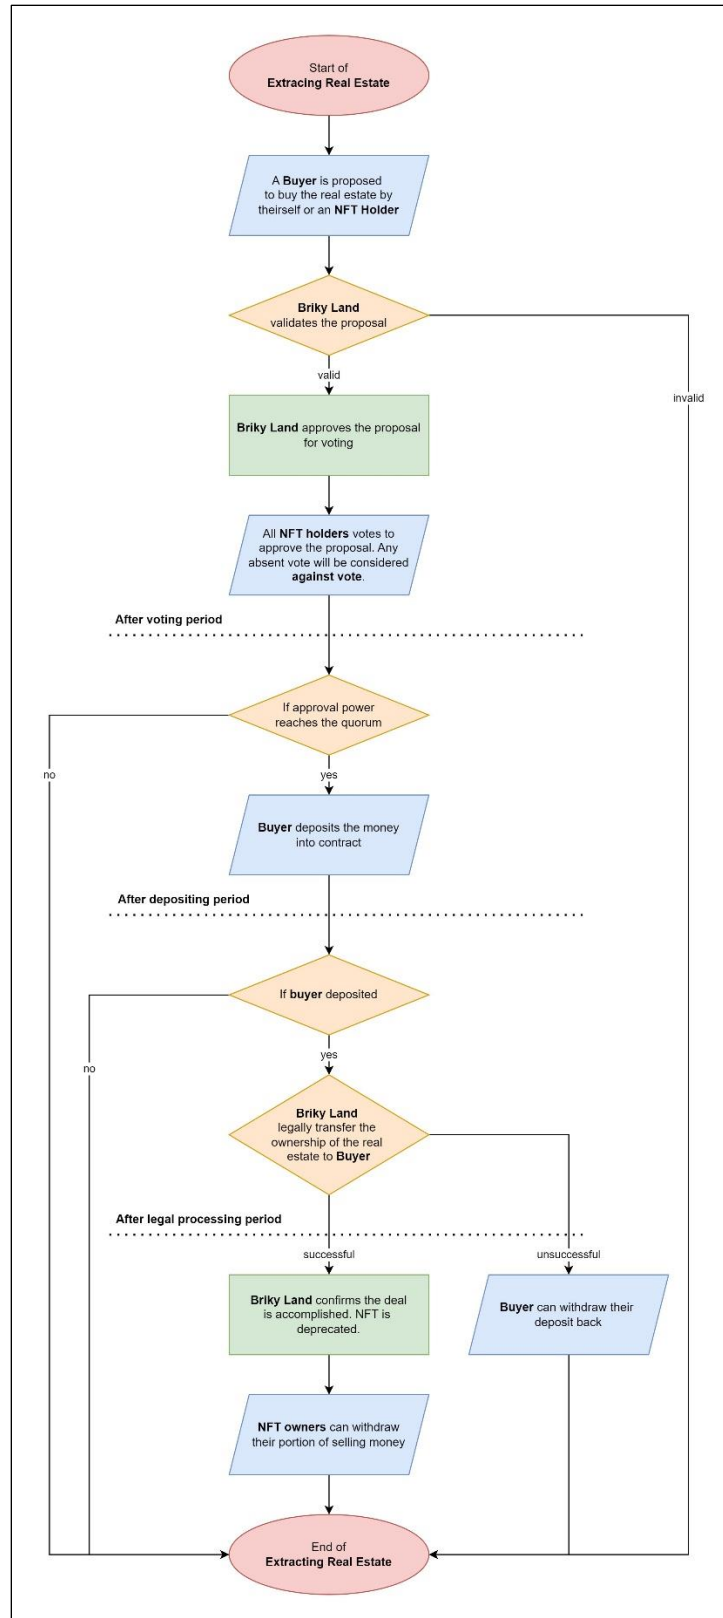 Start of
Extracing Real Estate
A Buyer is proposed
to buy the real estate by
theirself or an NFT Holder
Briky Land
validates the proposal
valid
invalid
Briky Land approves the proposal
for voting
All NFT holders votes to
approve the proposal. Any
absent vote will be considered
against vote.
After voting period
If approval power
reaches the quorum
no
yes
Buyer deposits the money
into contract
After depositing period
If buyer deposited
no
yes
Briky Land
legally transfer the
ownership of the real
estate to Buyer
After legal processing period
successful
unsuccessful
Briky Land confirms the deal
is accomplished. NFT is
deprecated.
Buyer can withdraw their
deposit back
NFT owners can withdraw
their portion of selling money
End of
Extracting Real Estate